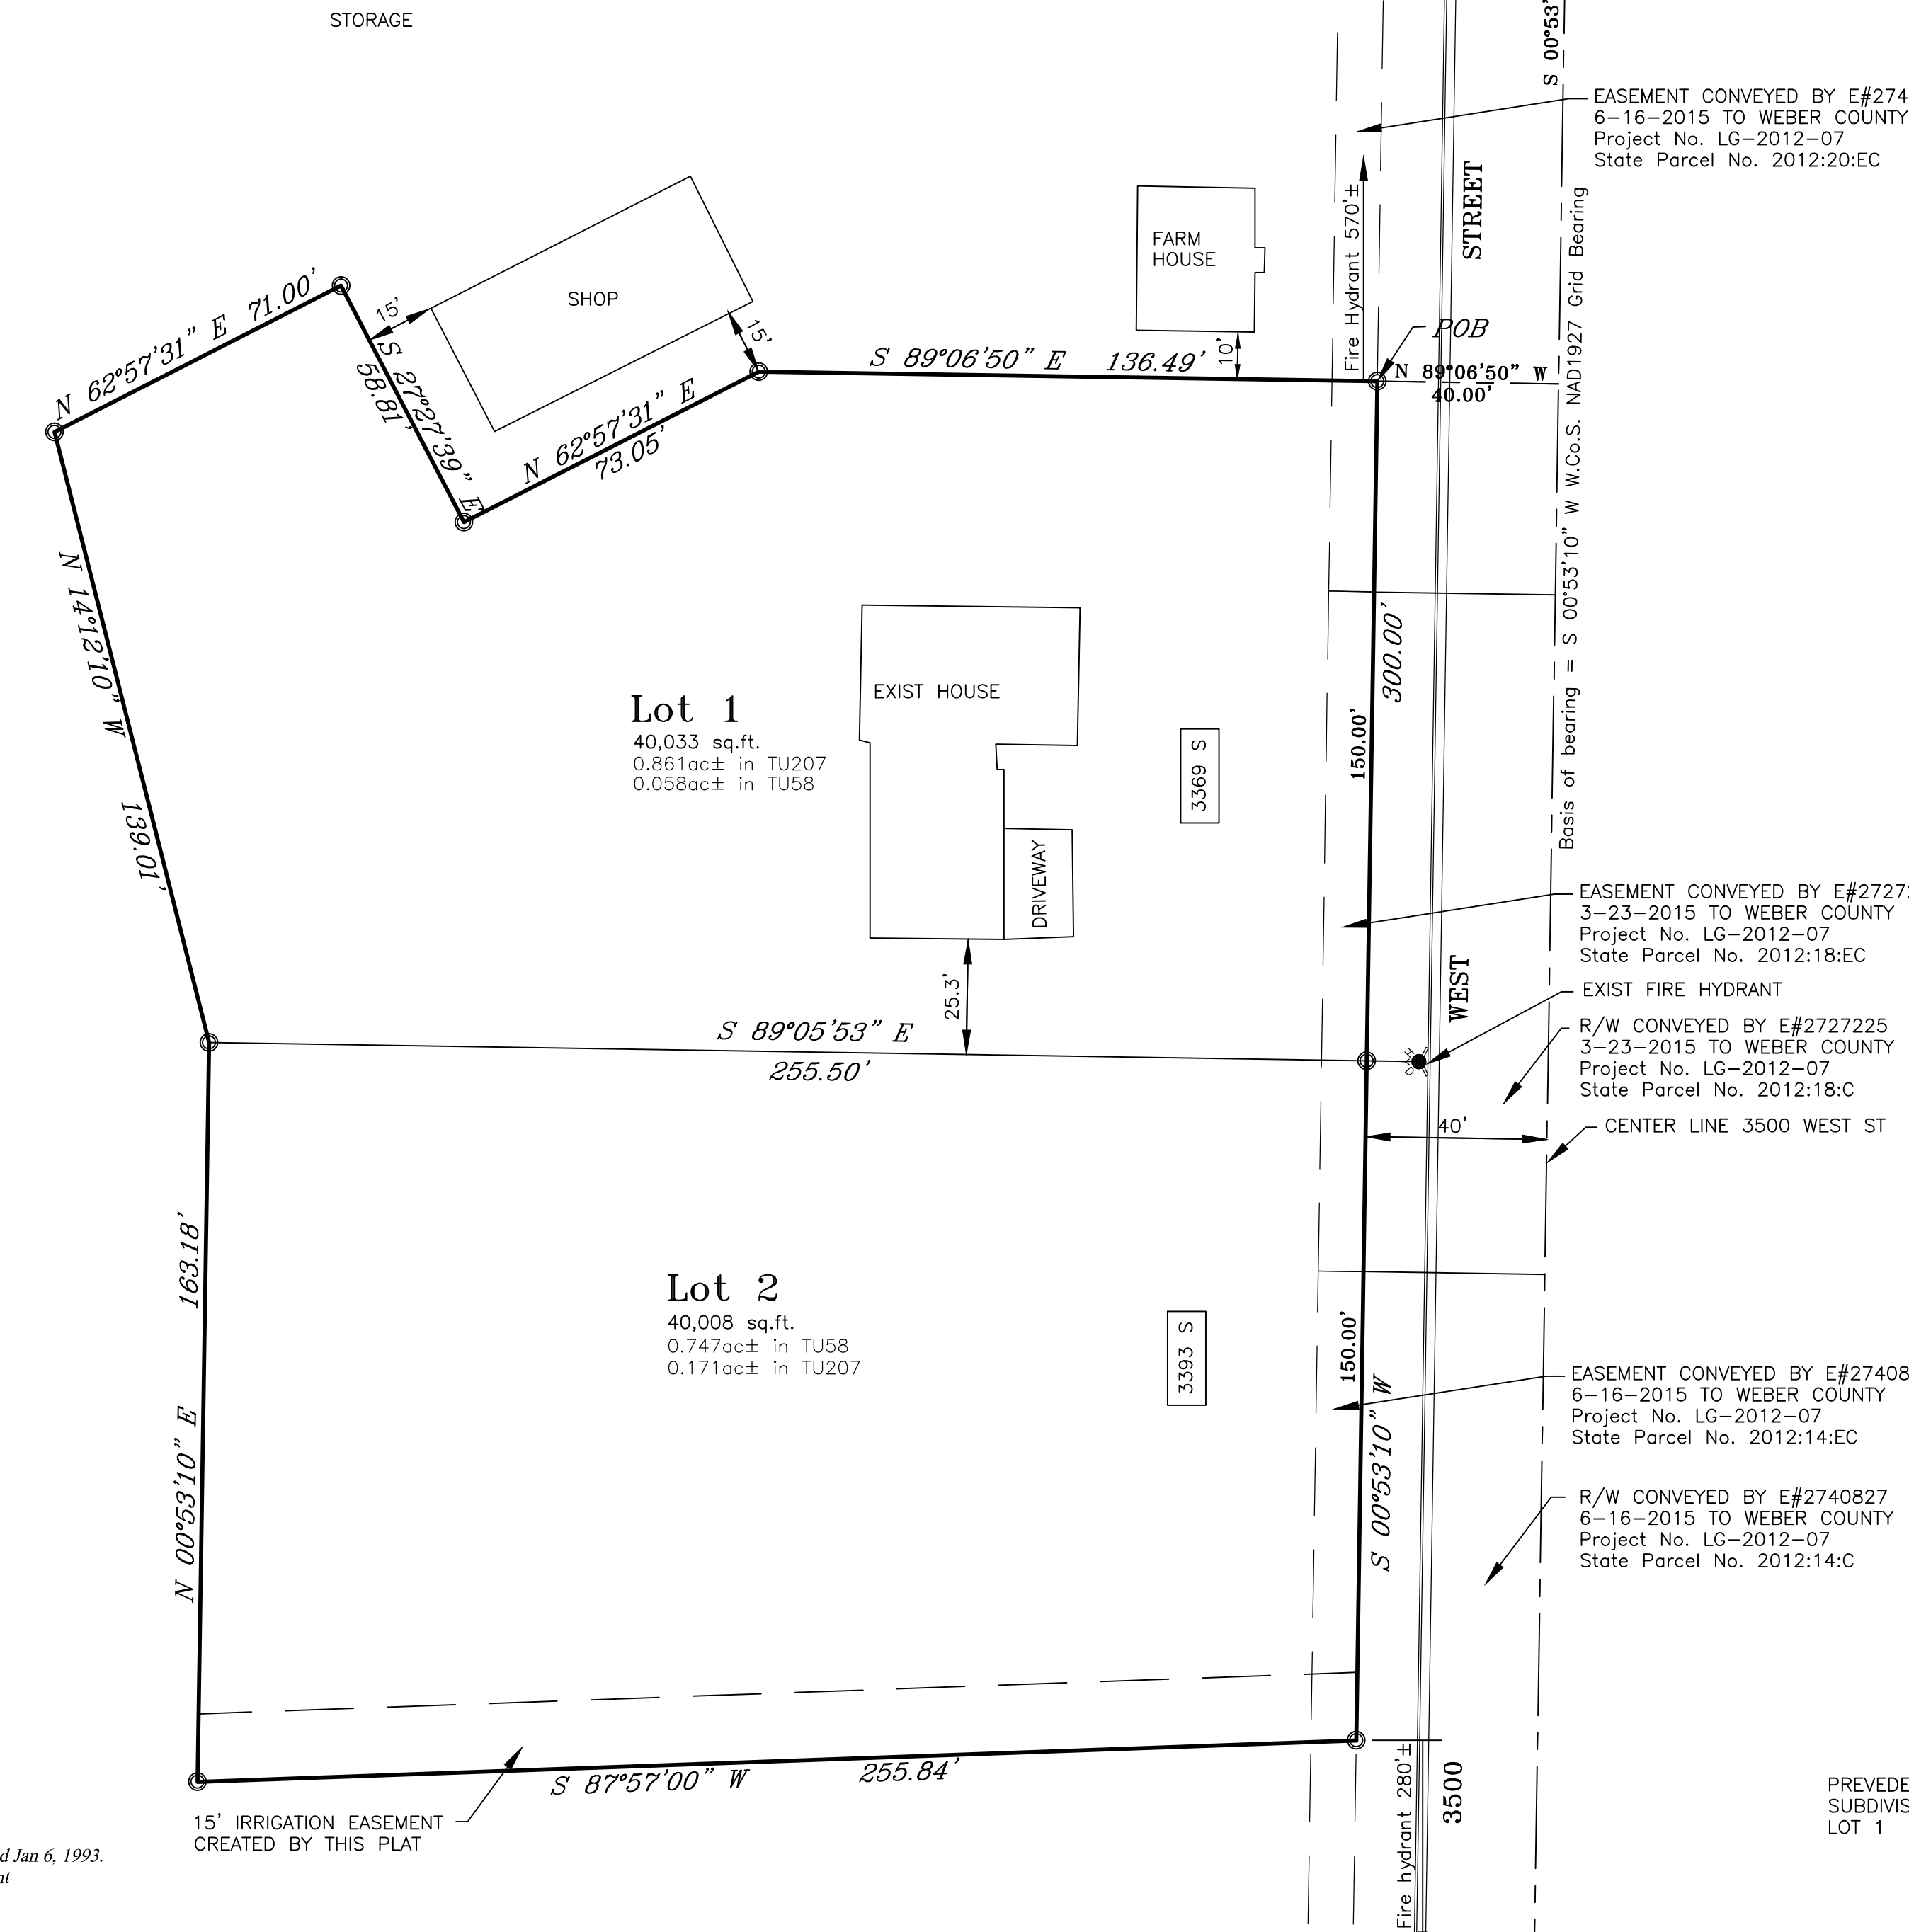 STORAGE
S 00°53'
EASEMENT CONVEYED BY E#274
6-16-2015 TO WEBER COUNTY
Project No. LG-2012-07
State Parcel No. 2012:20:EC
STREET
FARM
HOUSE
Fire Hydrant 570'±
SHOP
15'
15'
10'
N 62°57'31" E 71.00'
S 27°27'39" E
58.81'
N 62°57'31" E
73.05'
S 89°06'50" E 136.49'
POB
N 89°06'50" W
40.00'
Basis of bearing = S 00°53'10" W W.Co.S. NAD1927 Grid Bearing
N 14°12'10" W 139.01'
300.00'
150.00'
EXIST HOUSE
Lot 1
40,033 sq.ft.
0.861ac± in TU207
0.058ac± in TU58
3369 S
DRIVEWAY
25.3'
EASEMENT CONVEYED BY E#2727
3-23-2015 TO WEBER COUNTY
Project No. LG-2012-07
State Parcel No. 2012:18:EC
WEST
EXIST FIRE HYDRANT
R/W CONVEYED BY E#2727225
3-23-2015 TO WEBER COUNTY
Project No. LG-2012-07
State Parcel No. 2012:18:C
S 89°05'53" E
255.50'
HYD
40'
CENTER LINE 3500 WEST ST
N 00°53'10" E 163.18'
Lot 2
40,008 sq.ft.
0.747ac± in TU58
0.171ac± in TU207
3393 S
150.00'
S 00°53'10" W
EASEMENT CONVEYED BY E#27408
6-16-2015 TO WEBER COUNTY
Project No. LG-2012-07
State Parcel No. 2012:14:EC
R/W CONVEYED BY E#2740827
6-16-2015 TO WEBER COUNTY
Project No. LG-2012-07
State Parcel No. 2012:14:C
S 87°57'00" W 255.84'
15' IRRIGATION EASEMENT
CREATED BY THIS PLAT
Fire hydrant 280'±
3500
PREVEDE
SUBDIVIS
LOT 1
d Jan 6, 1993.
nt